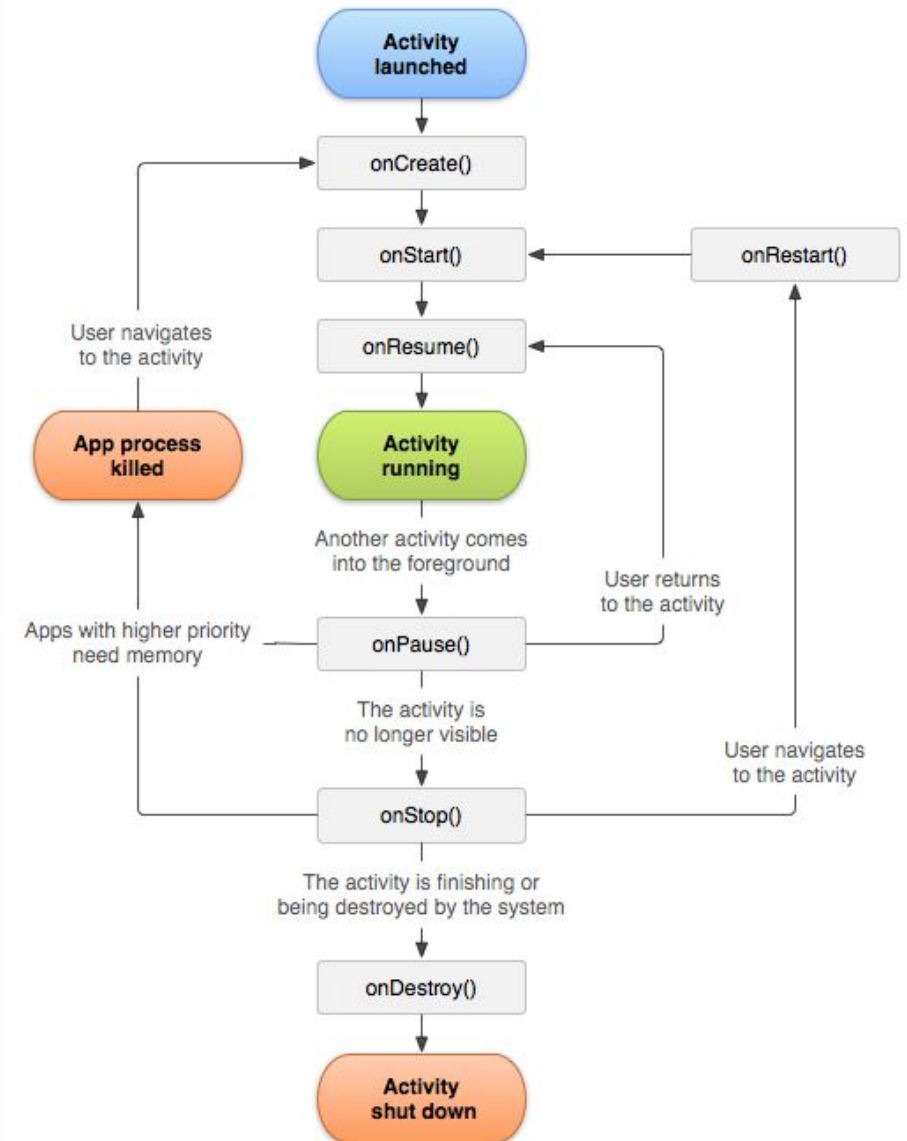 Activity
launched
onCreate()
onStart()
onRestart()
User navigates
to the activity
onResume()
App process
killed
Activity
running
Another activity comes
into the foreground
User returns
to the activity
Apps with higher priority
need memory
onPause()
The activity is
no longer visible
User navigates
to the activity
onStop()
The activity is finishing or
being destroyed by the system
onDestroy()
Activity
shut down